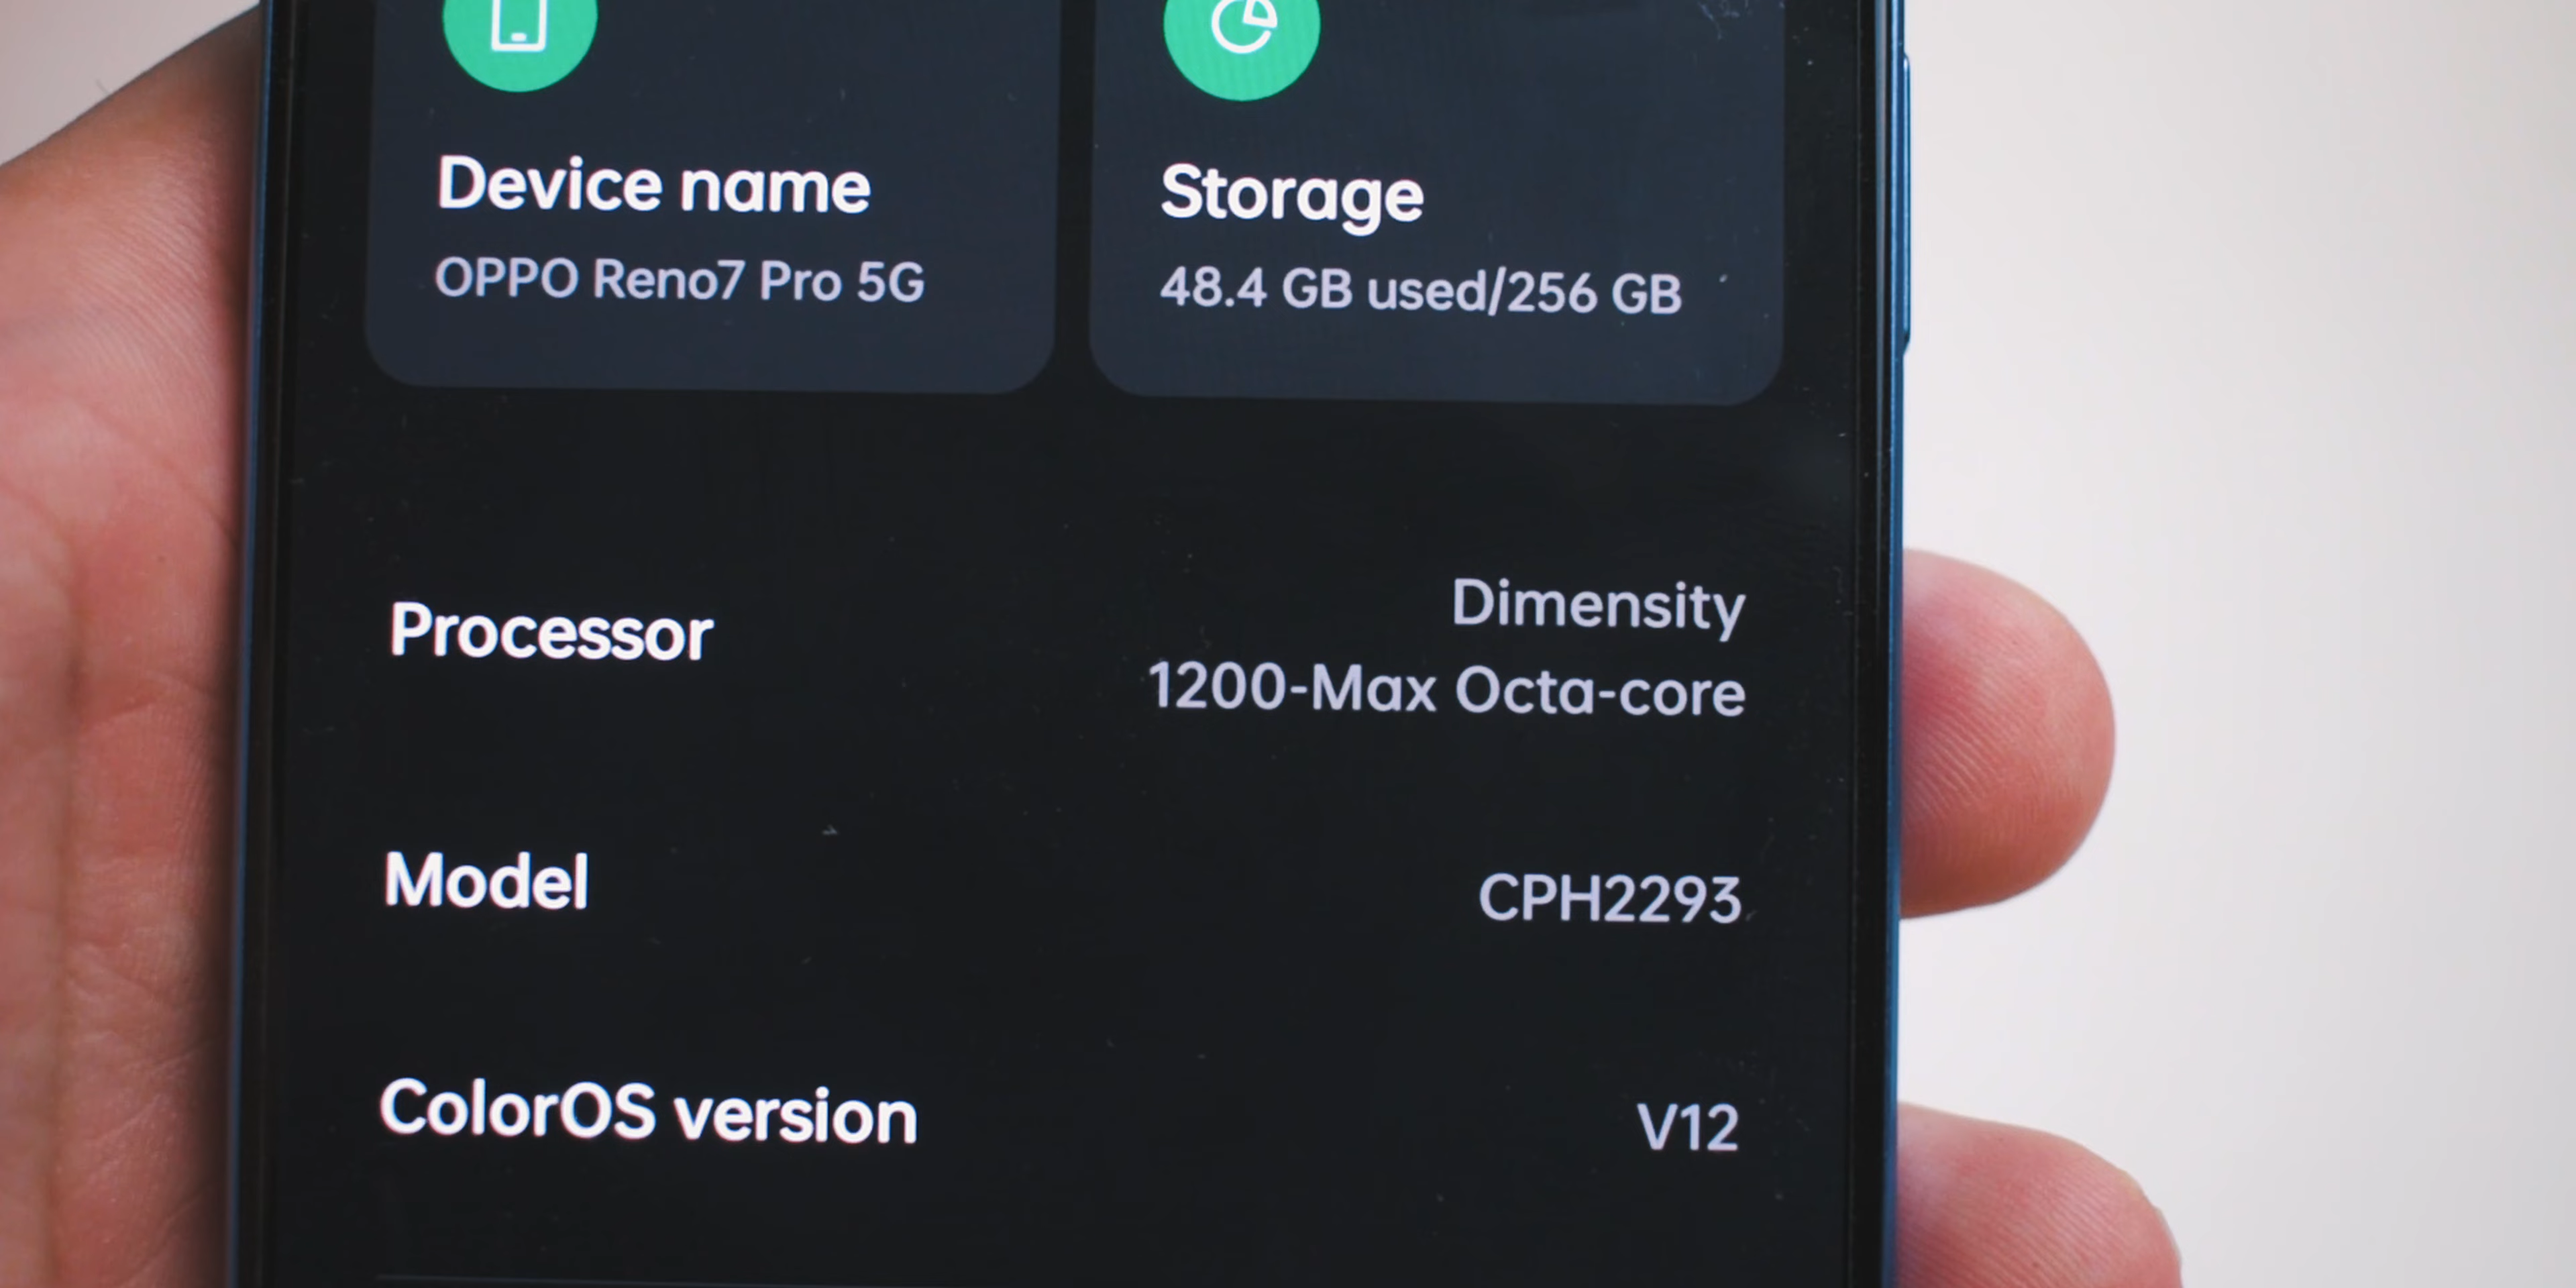 Device name
OPPO Reno7 Pro 5G
Storage
48.4 GB used/256 GB
Processor
Dimensity
1200-Max Octa-core
Model
CPH2293
ColorOS version
V12